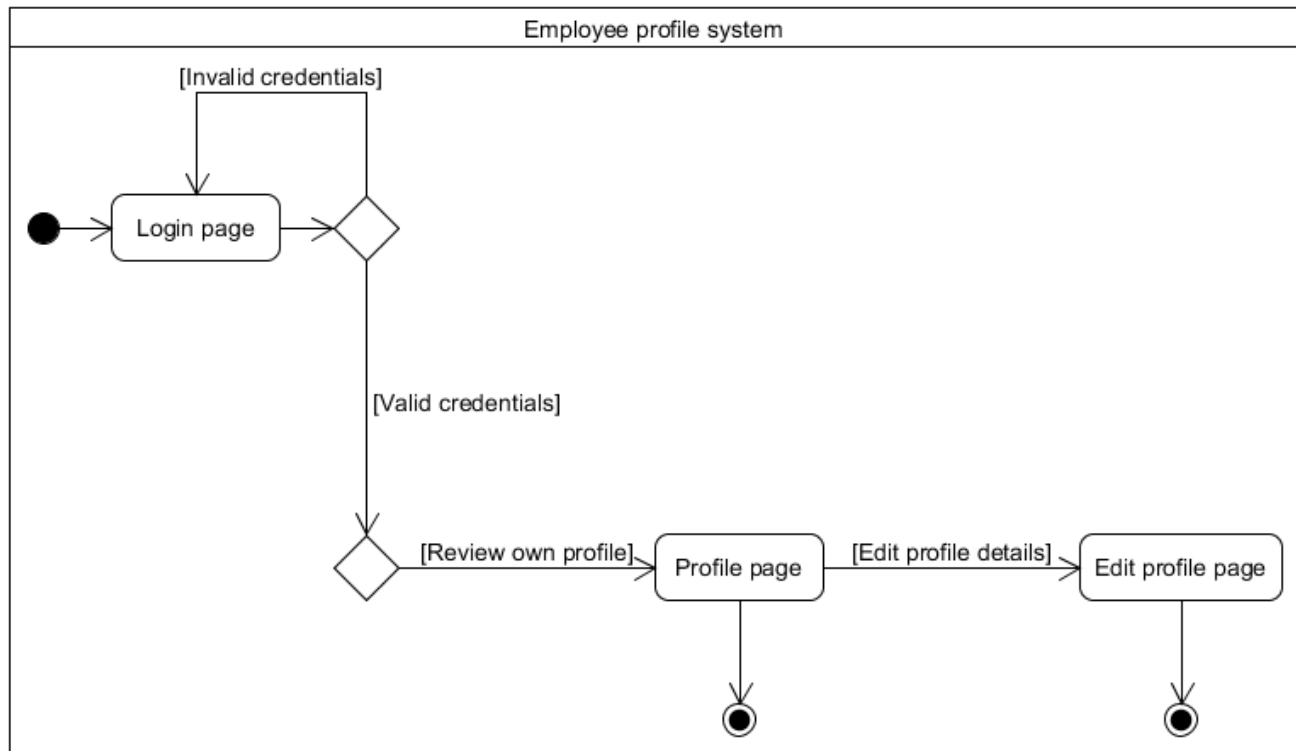 Employee profile system
[Invalid credentials]
Login page
[Valid credentials]
[Review own profile]
Profile page
[Edit profile details]
Edit profile page